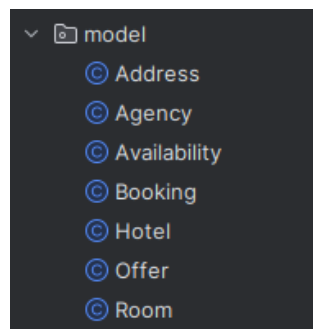 model
Address
Agency
Availability
Booking
Hotel
Offer
Room